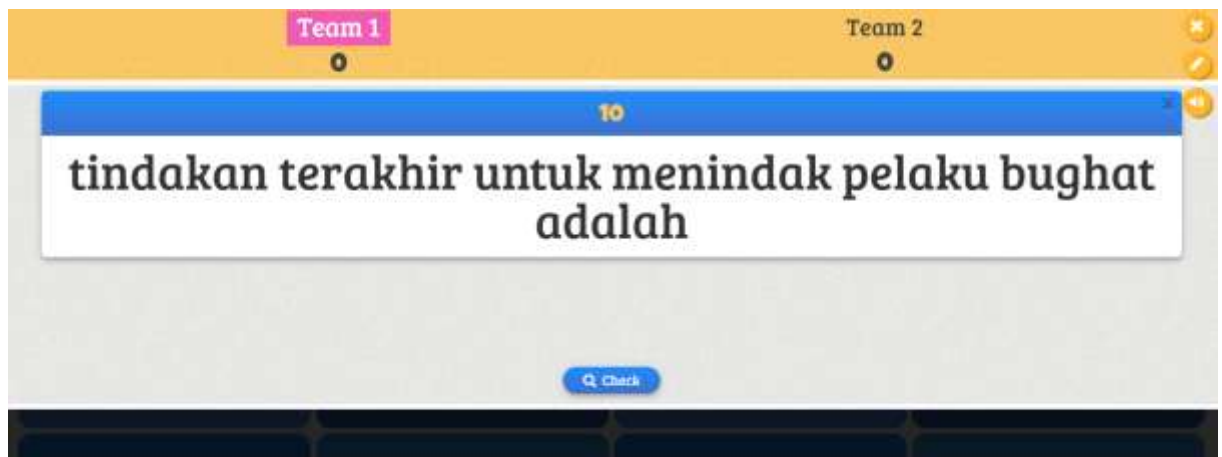 Team 1
0
Team 2
0
10
tindakan terakhir untuk menindak pelaku bughat
adalah
Check